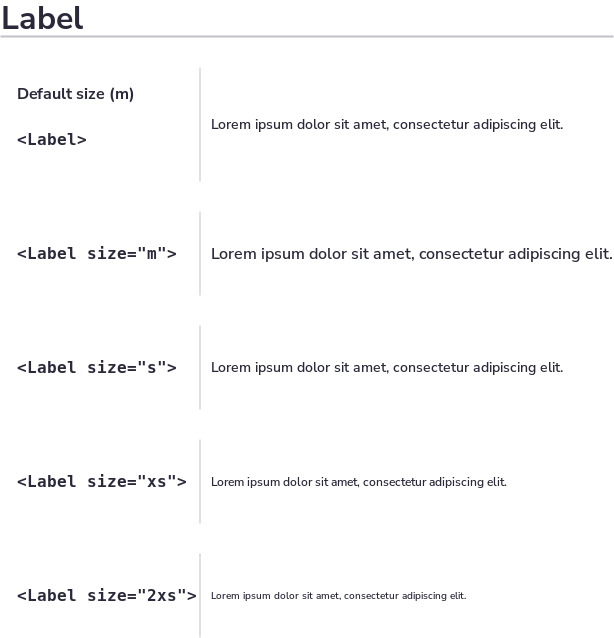 Label
Default size (m)
<Label>
Lorem ipsum dolor sit amet, consectetur adipiscing elit.
<Label size="m">
Lorem ipsum dolor sit amet, consectetur adipiscing elit.
<Label size="s">
Lorem ipsum dolor sit amet, consectetur adipiscing elit.
<Label size="xs">
Lorem ipsum dolor sit amet, consectetur adipiscing elit.
<Label size="2xs">
Lorem ipsum dolor sit amet, consectetur adipiscing elit.